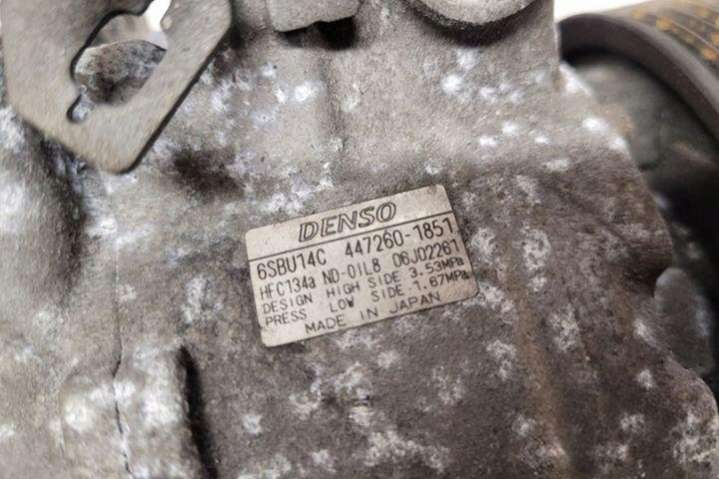 DENSO
6SBU14C 447260-1851
HFC134a ND-OIL8 06J02261
DESIGN HIGH SIDE 3.53MPa
PRESS LOW SIDE 1.67MPa
MADE IN JAPAN